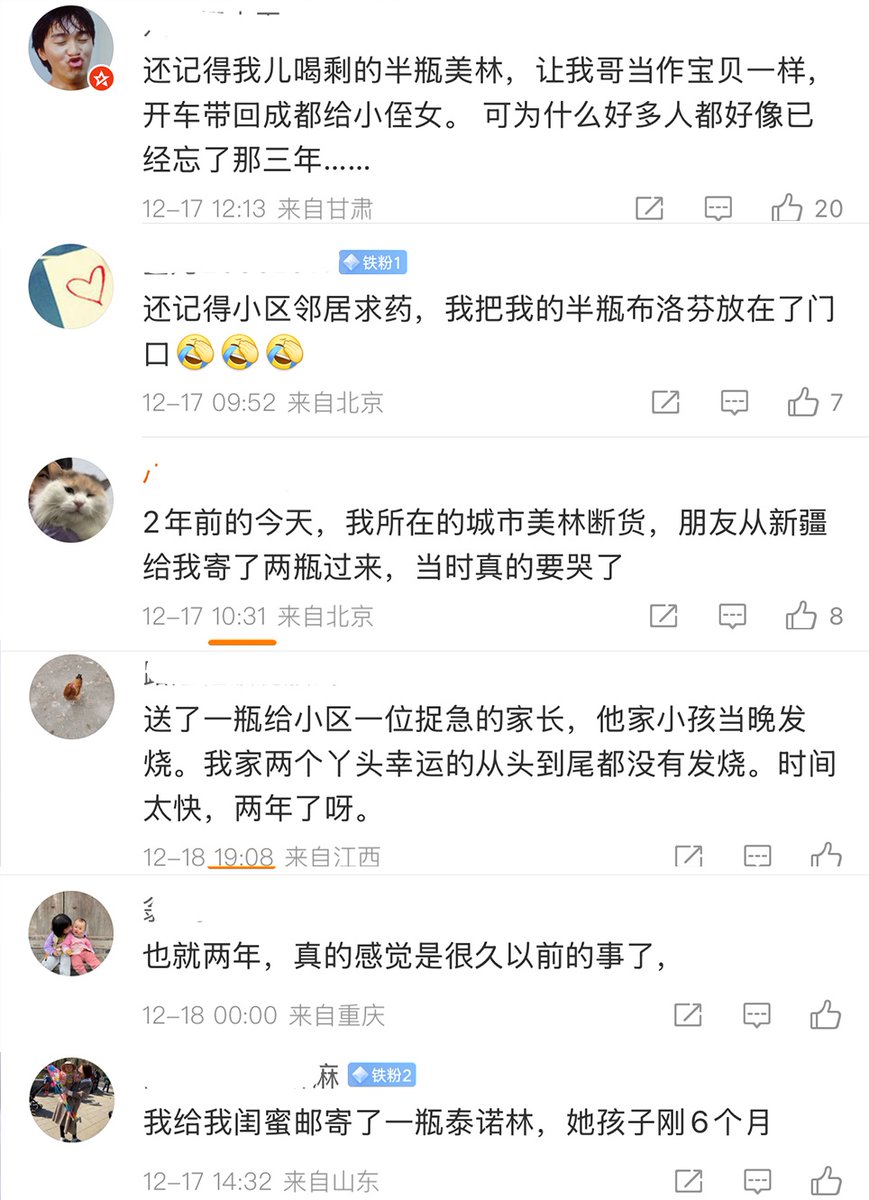 还记得我儿喝剩的半瓶美林，让我哥当作宝贝一样，
开车带回成都给小侄女。 可为什么好多人都好像已
经忘了那三年……
12-17 12:13 来自甘肃
20
铁粉1
还记得小区邻居求药，我把我的半瓶布洛芬放在了门
口🤣🤣🤣
12-17 09:52 来自北京
7
2年前的今天，我所在的城市美林断货，朋友从新疆
给我寄了两瓶过来，当时真的要哭了
12-17 10:31 来自北京
8
送了一瓶给小区一位捉急的家长，他家小孩当晚发
烧。我家两个丫头幸运的从头到尾都没有发烧。时间
太快，两年了呀。
12-18 19:08 来自江西
也就两年，真的感觉是很久以前的事了，
12-18 00:00 来自重庆
麻 铁粉2
我给我闺蜜邮寄了一瓶泰诺林，她孩子刚6个月
12-17 14:32 来自山东